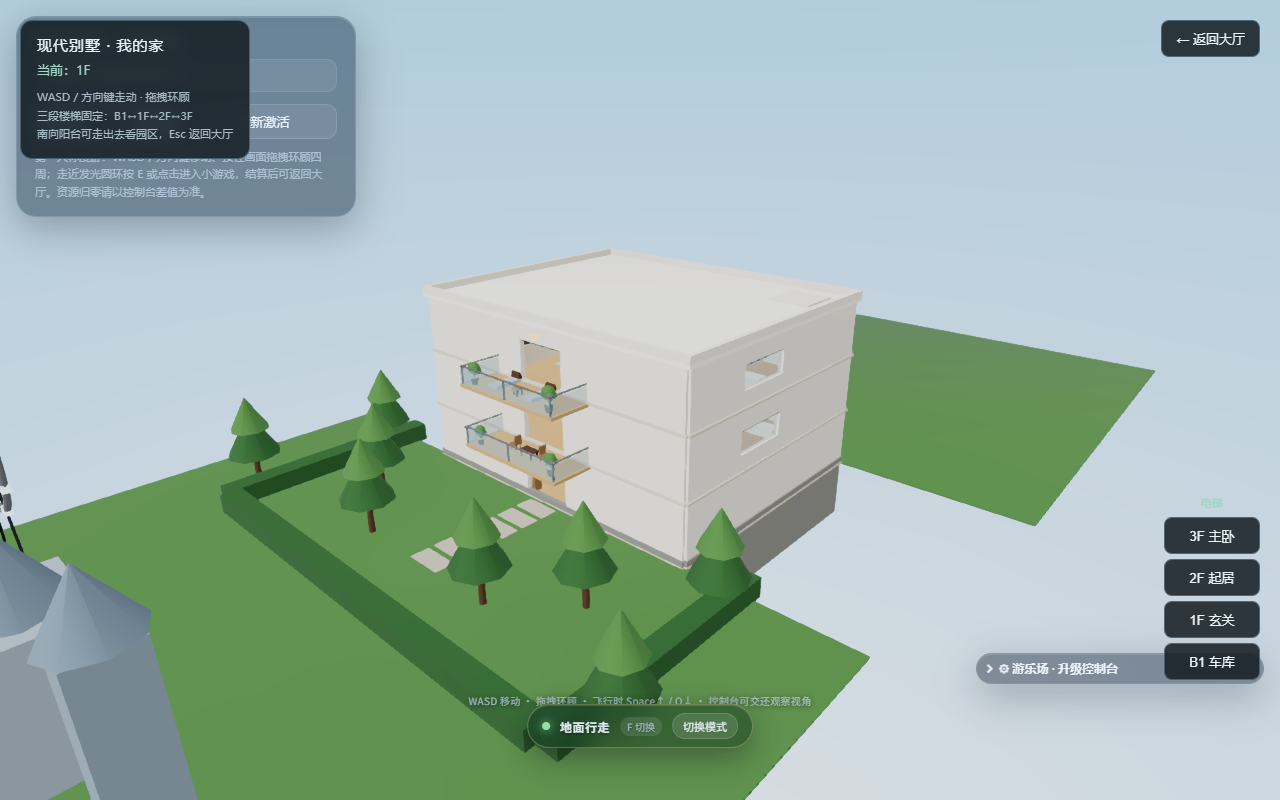 现代别墅 · 我的家
当前：1F
WASD / 方向键走动 · 拖拽环顾
三段楼梯固定：B1↔1F↔2F↔3F
南向阳台可走出去看园区，Esc 返回大厅
新激活
周；走近发光圆环按 E 或点击进入小游戏，结算后可返回大
厅。资源归零请以控制台差值为准。
← 返回大厅
电梯
3F 主卧
2F 起居
1F 玄关
B1 车库
⚙ 游乐场 · 升级控制台
WASD 移动 · 拖拽环顾 · 飞行时 Space↑ / Q↓ · 控制台可交还观察视角
地面行走
F 切换
切换模式